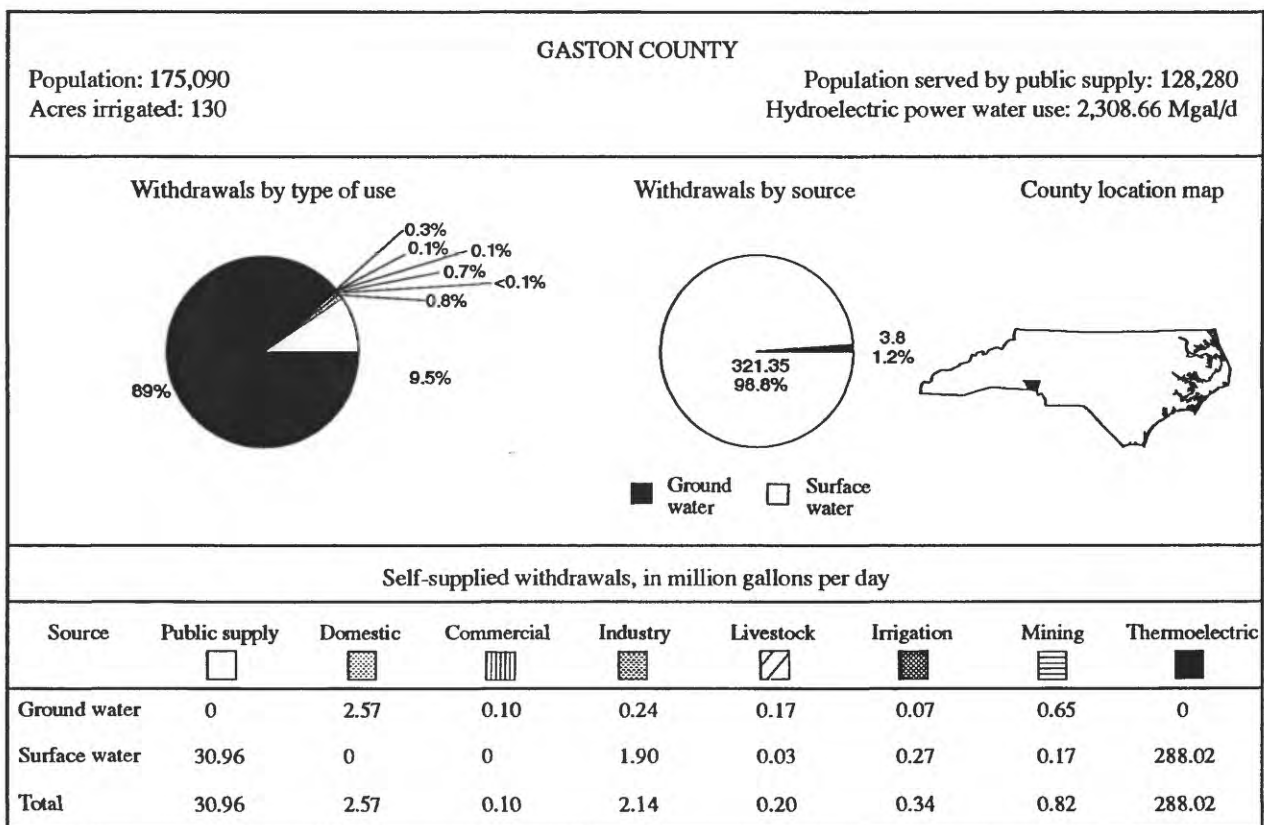 GASTON COUNTY
Population: 175,090
Population served by public supply: 128,280
Acres irrigated: 130
Hydroelectric power water use: 2,308.66 Mgal/d
Withdrawals by type of use
Withdrawals by source
County location map
0.3%
0.1%
0.1%
0.7%
<0.1%
0.8%
89%
9.5%
3.8
1.2%
321.35
98.8%
Ground water
Surface water
Self-supplied withdrawals, in million gallons per day
Source Public supply Domestic Commercial Industry Livestock Irrigation Mining Thermoelectric
Ground water 0 2.57 0.10 0.24 0.17 0.07 0.65 0
Surface water 30.96 0 0 1.90 0.03 0.27 0.17 288.02
Total 30.96 2.57 0.10 2.14 0.20 0.34 0.82 288.02